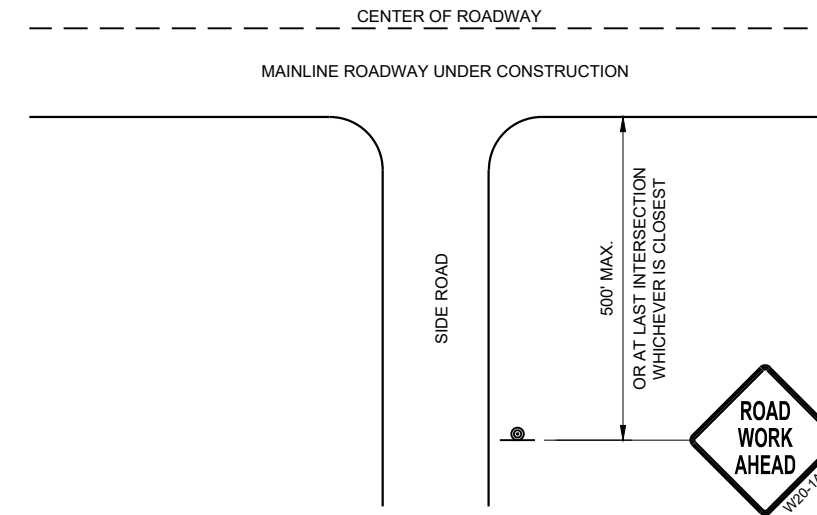 CENTER OF ROADWAY
MAINLINE ROADWAY UNDER CONSTRUCTION
SIDE ROAD
500' MAX.
OR AT LAST INTERSECTION
WHICHEVER IS CLOSEST
ROAD
WORK
AHEAD